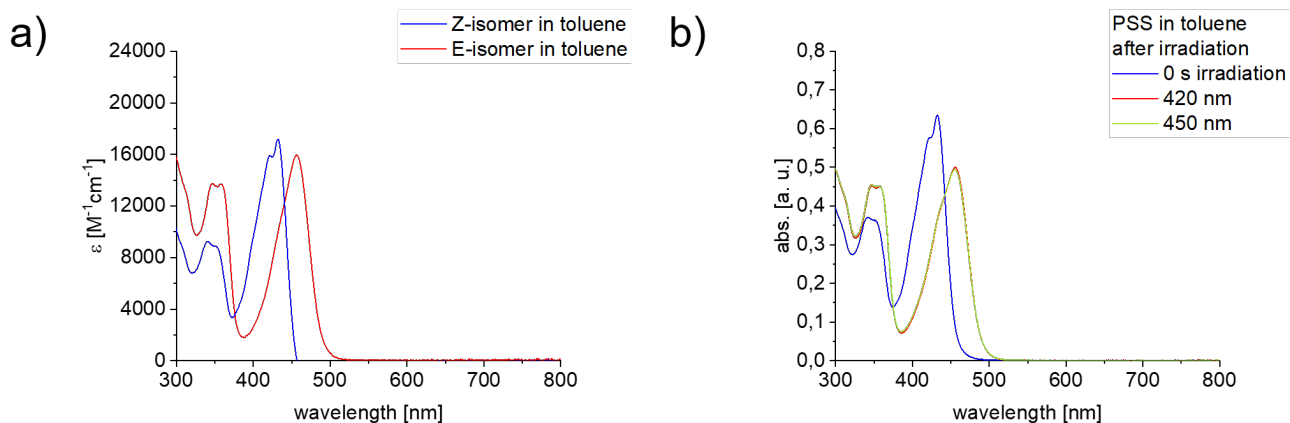 a)
Z-isomer in toluene
E-isomer in toluene
24000
20000
16000
12000
8000
4000
0
ε [M-1cm-1]
300 400 500 600 700 800
wavelength [nm]
b)
PSS in toluene
after irradiation
0 s irradiation
420 nm
450 nm
0,8
0,7
0,6
0,5
0,4
0,3
0,2
0,1
0,0
abs. [a. u.]
300 400 500 600 700 800
wavelength [nm]